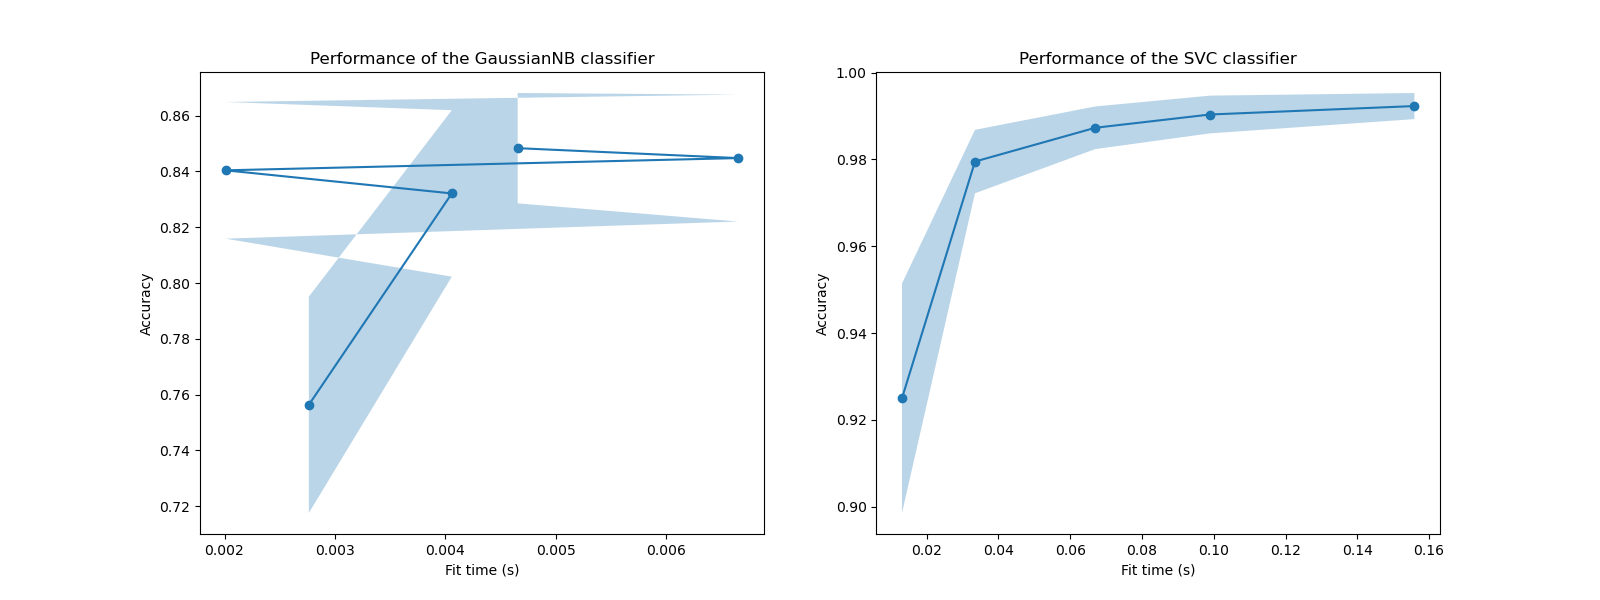 Performance of the GaussianNB classifier
Accuracy
0.86
0.84
0.82
0.80
0.78
0.76
0.74
0.72
0.002 0.003 0.004 0.005 0.006
Fit time (s)
Performance of the SVC classifier
Accuracy
1.00
0.98
0.96
0.94
0.92
0.90
0.02 0.04 0.06 0.08 0.10 0.12 0.14 0.16
Fit time (s)